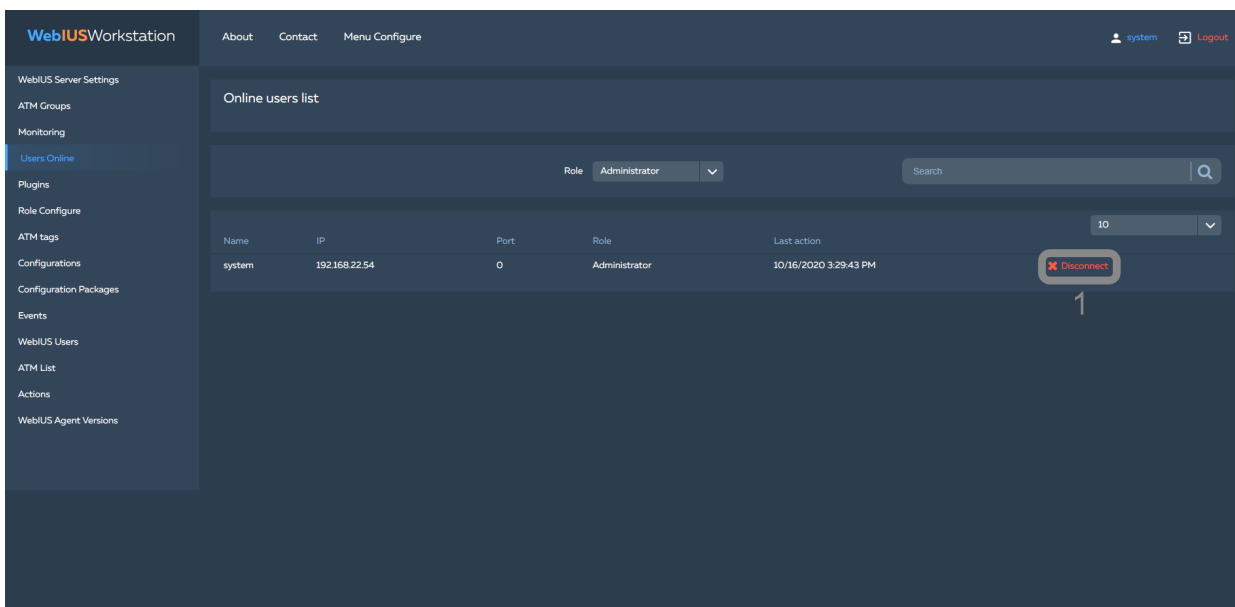 WebIUSWorkstation
About Contact Menu Configure
system Logout
WebIUS Server Settings
ATM Groups
Monitoring
Users Online
Plugins
Role Configure
ATM tags
Configurations
Configuration Packages
Events
WebIUS Users
ATM List
Actions
WebIUS Agent Versions
Online users list
Role Administrator Search
10
Name IP Port Role Last action
system 192.168.22.54 0 Administrator 10/16/2020 3:29:43 PM Disconnect
1